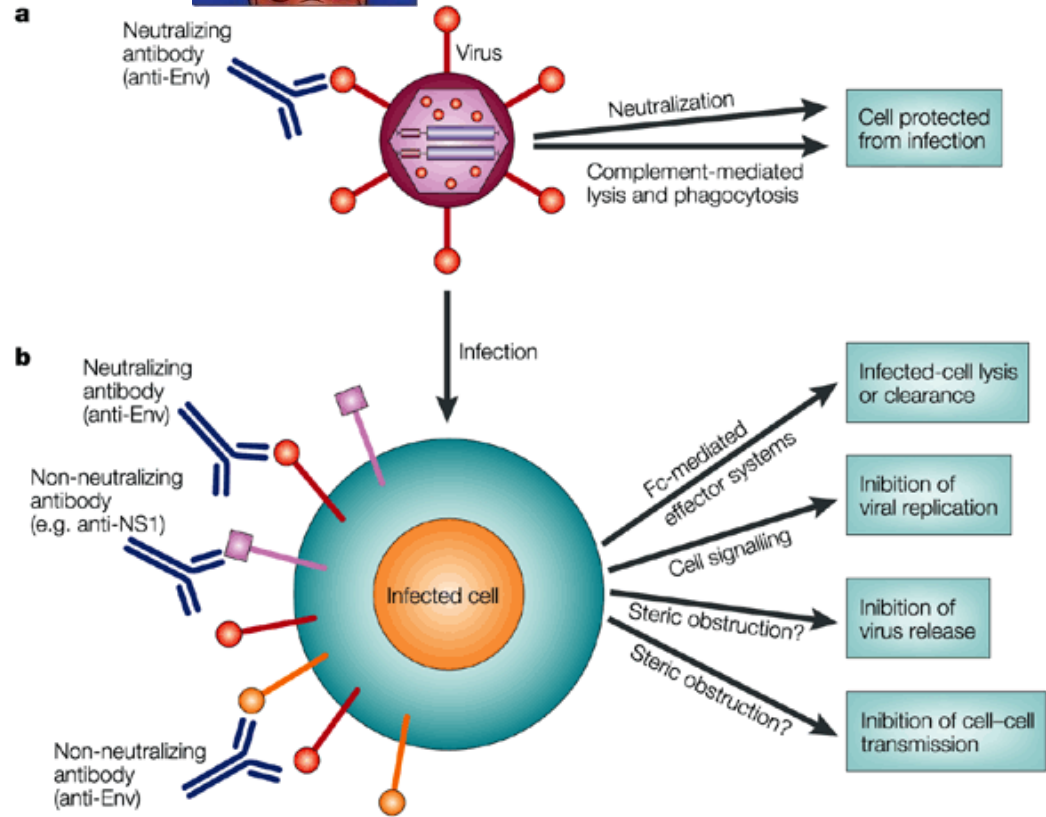 a
Neutralizing
antibody
(anti-Env)
Virus
Neutralization
Complement-mediated
lysis and phagocytosis
Cell protected
from infection
Infection
b
Neutralizing
antibody
(anti-Env)
Non-neutralizing
antibody
(e.g. anti-NS1)
Non-neutralizing
antibody
(anti-Env)
Infected cell
Fc-mediated
effector systems
Cell signalling
Steric obstruction?
Steric obstruction?
Infected-cell lysis
or clearance
Inibition of
viral replication
Inibition of
virus release
Inibition of cell–cell
transmission